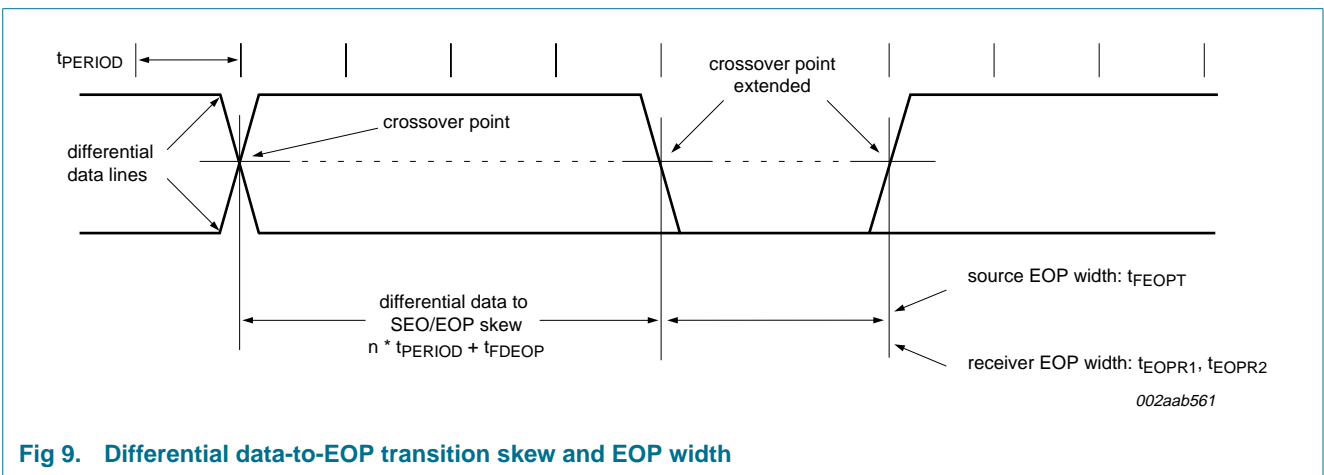 tPERIOD
crossover point
extended
crossover point
differential
data lines
differential data to
SEO/EOP skew
n * tPERIOD + tFDEOP
source EOP width: tFEOPT
receiver EOP width: tEOPR1, tEOPR2
002aab561
Fig 9. Differential data-to-EOP transition skew and EOP width